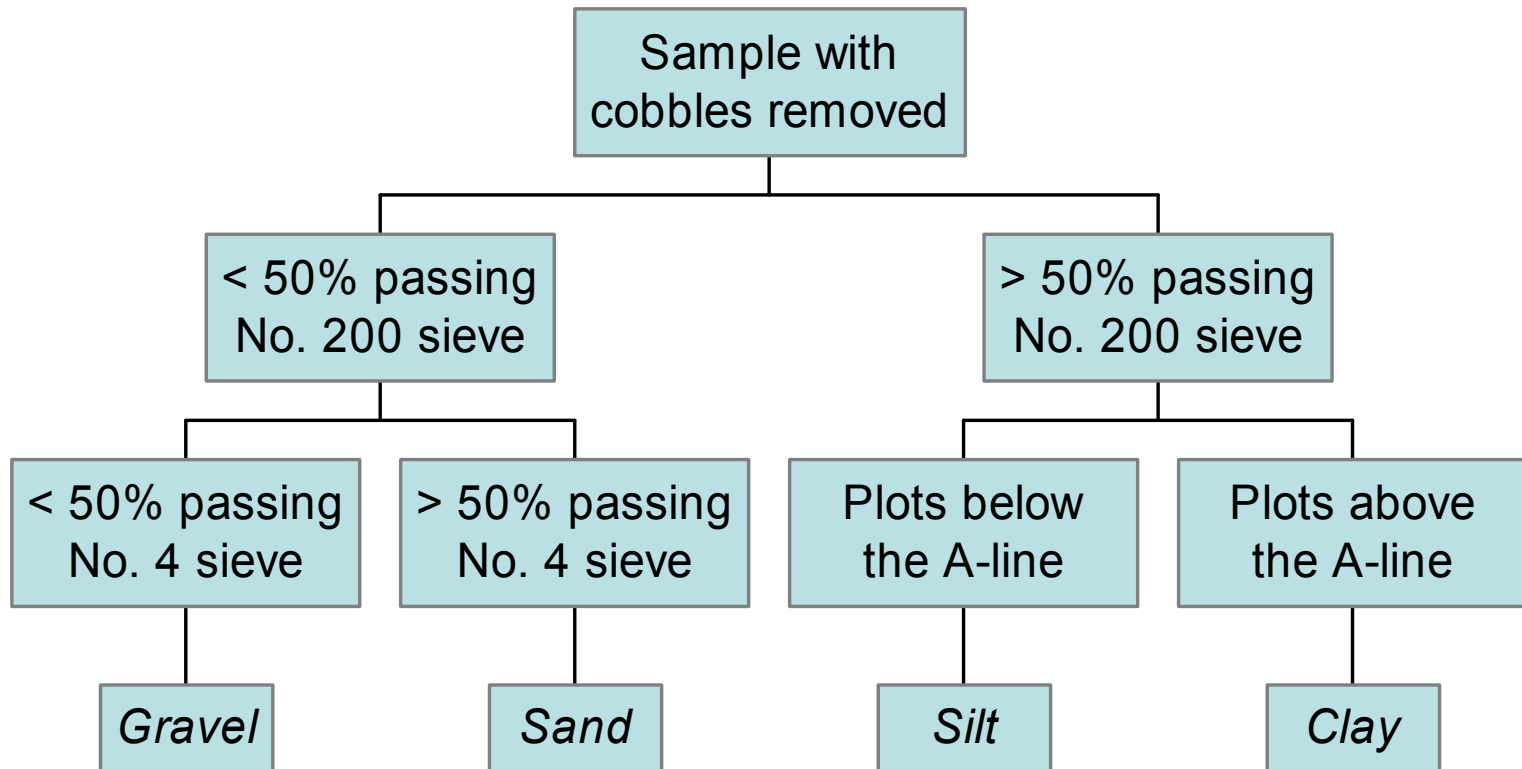 Sample with
cobbles removed
< 50% passing
No. 200 sieve
> 50% passing
No. 200 sieve
< 50% passing
No. 4 sieve
> 50% passing
No. 4 sieve
Plots below
the A-line
Plots above
the A-line
Gravel
Sand
Silt
Clay